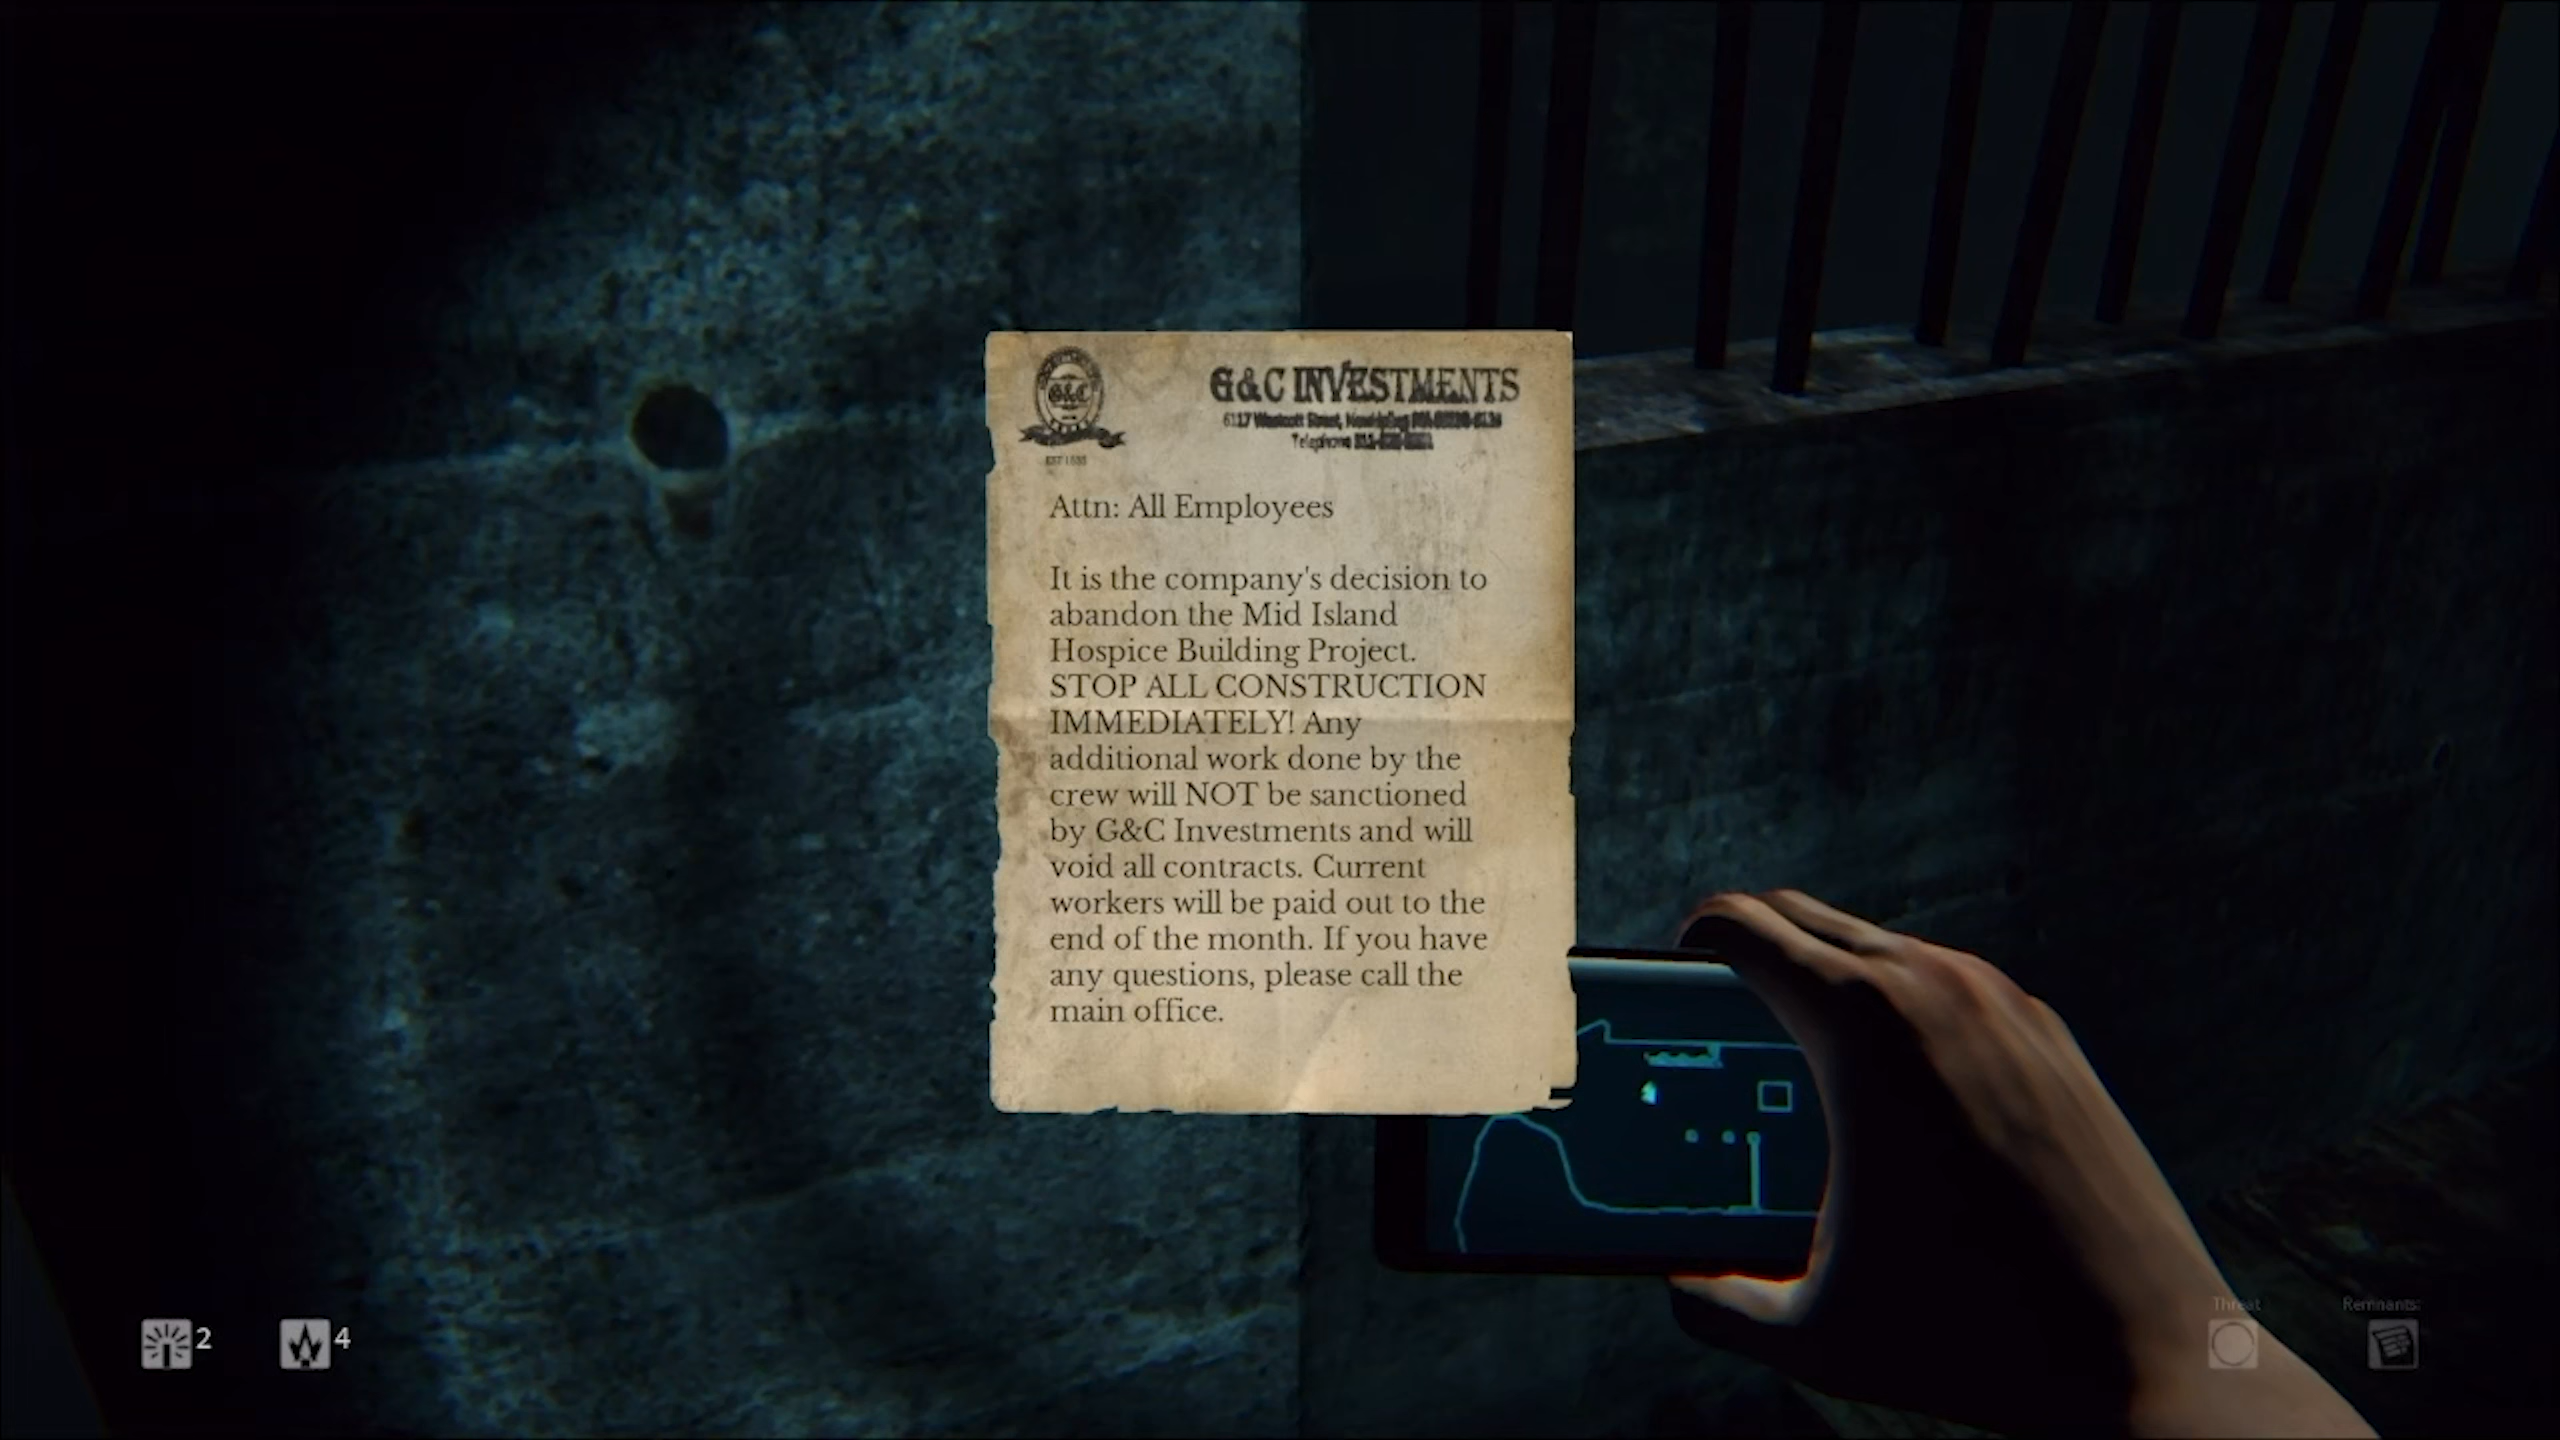 G&C
G&C INVESTMENTS
6117 Street,
Telephone
Attn: All Employees
It is the company's decision to
abandon the Mid Island
Hospice Building Project.
STOP ALL CONSTRUCTION
IMMEDIATELY! Any
additional work done by the
crew will NOT be sanctioned
by G&C Investments and will
void all contracts. Current
workers will be paid out to the
end of the month. If you have
any questions, please call the
main office.
2
4
Threat
Remnants: